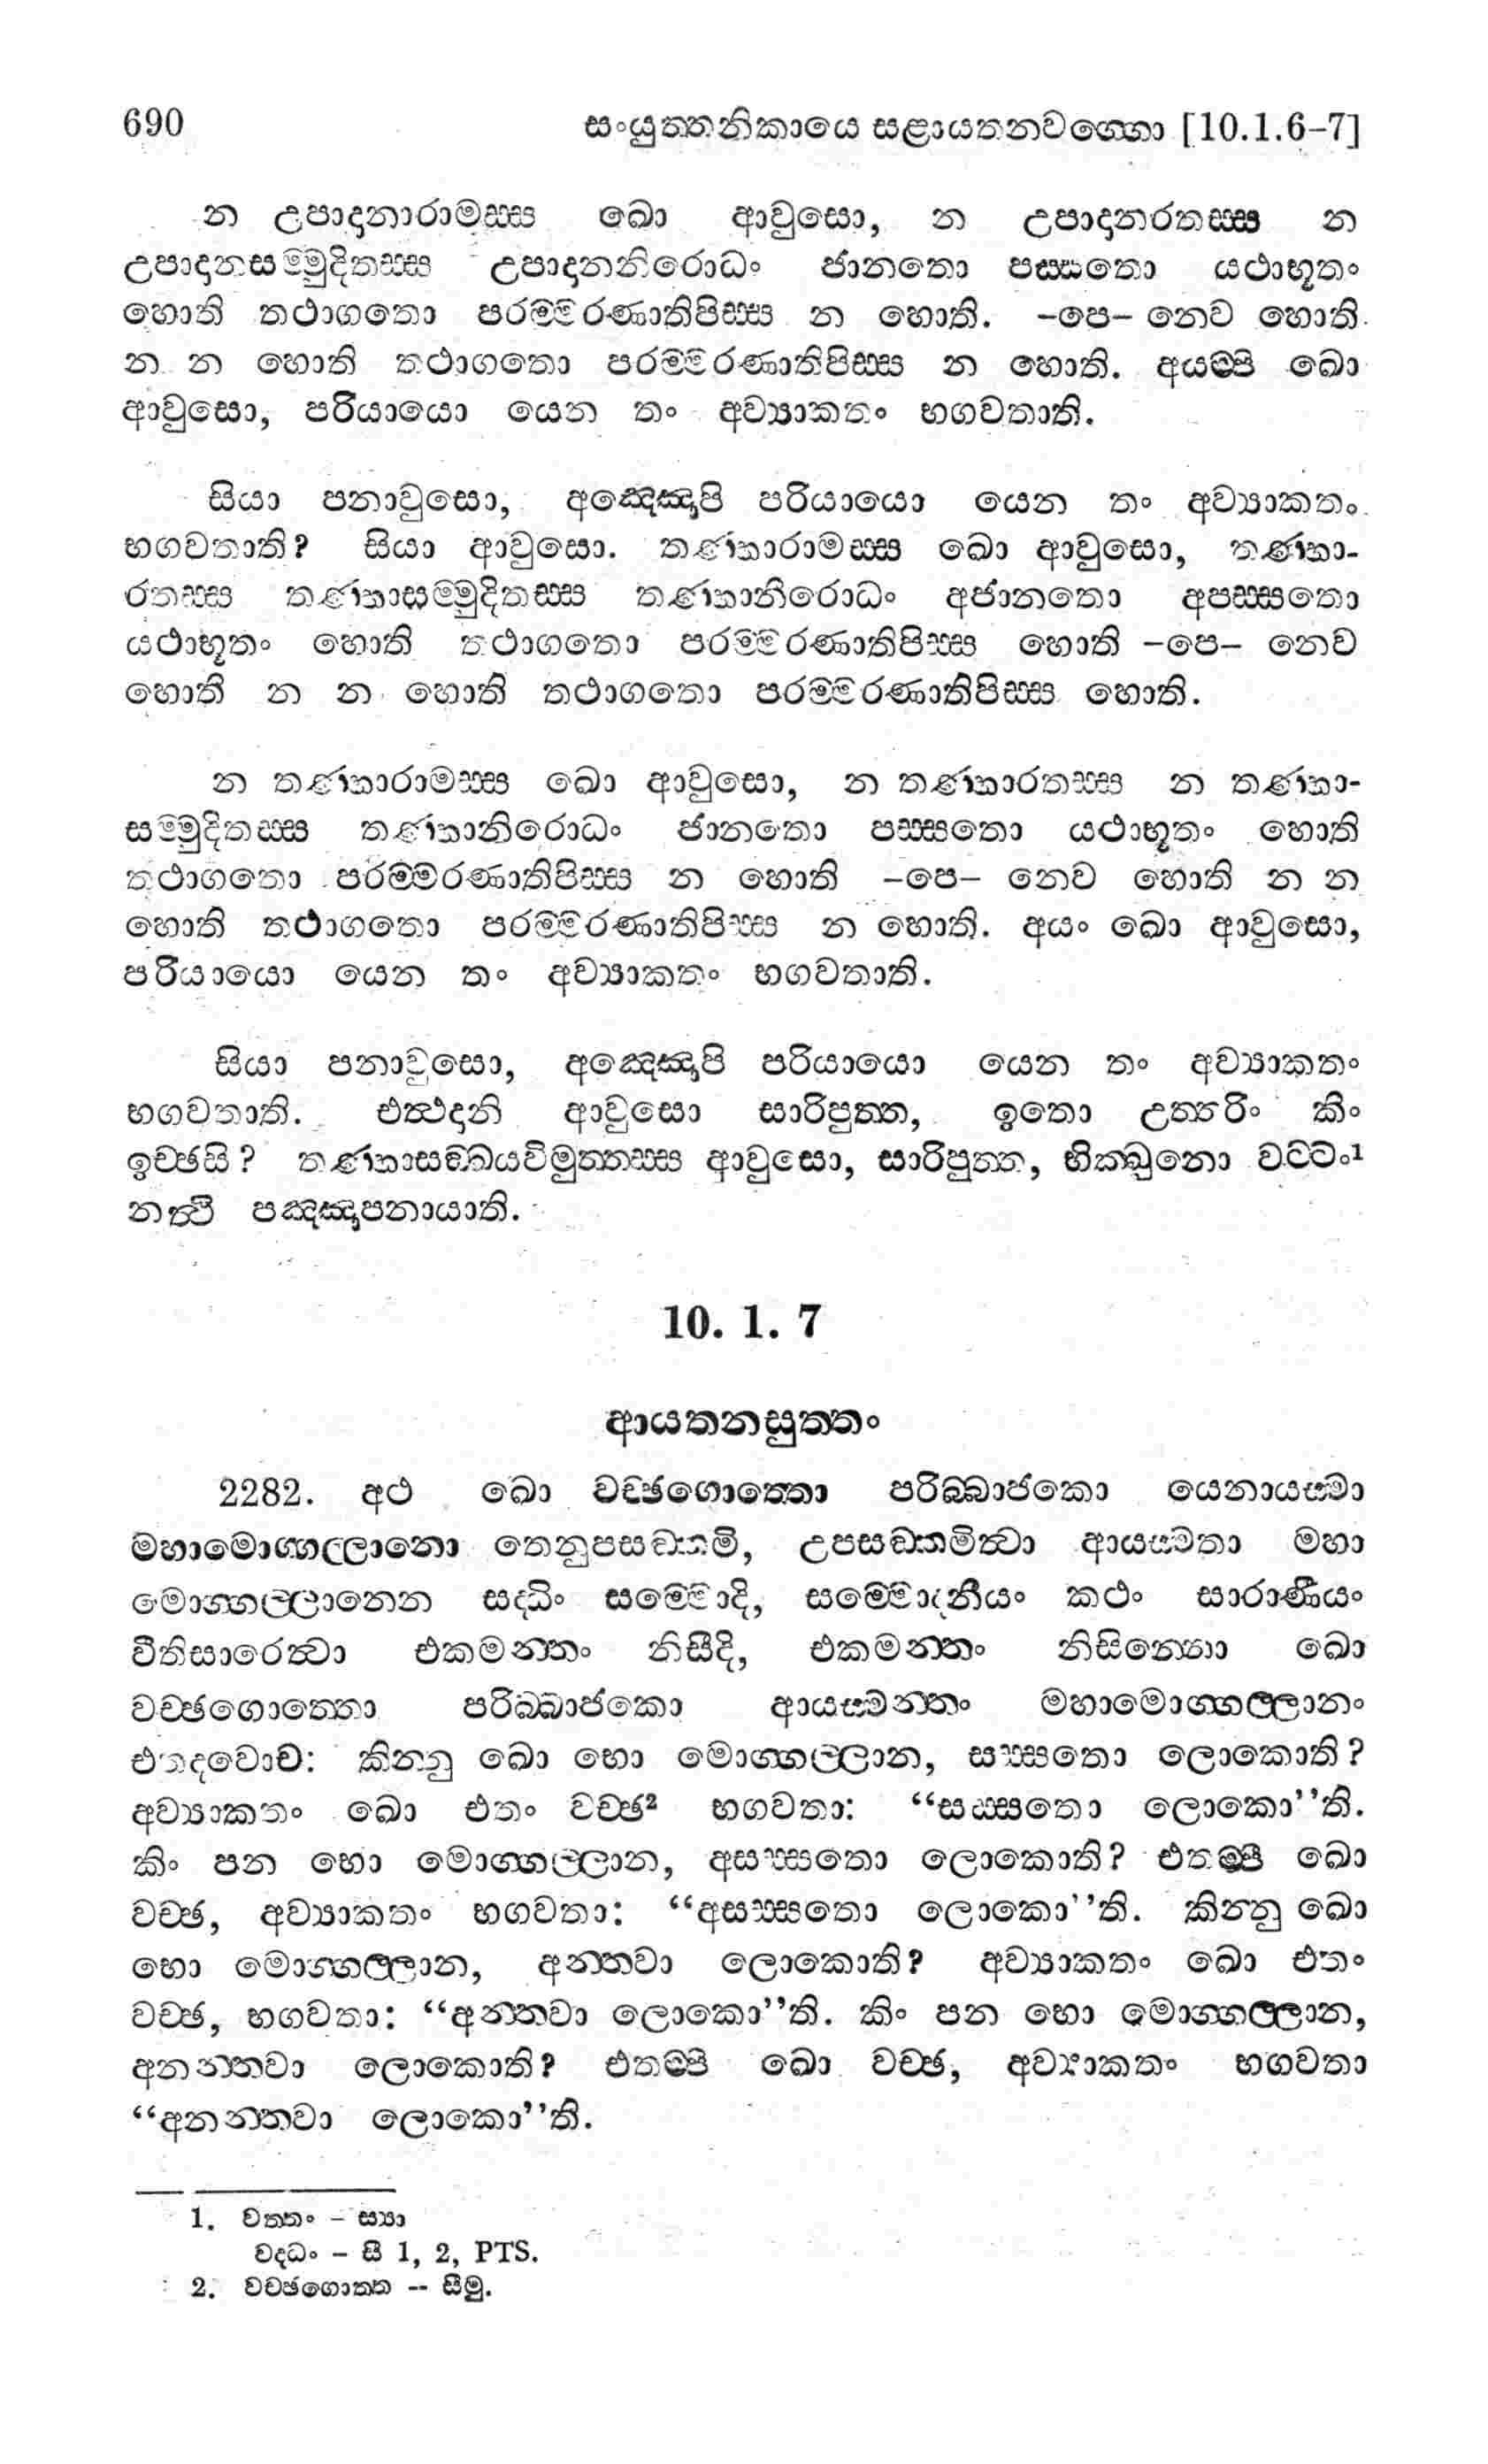 690 සංයුත්තනිකායෙ සළායතනවග්ගො [10.1.6-7]
න උපාදානාරාමස්ස ඛො ආවුසො, න උපාදානරතස්ස න
උපාදානසම්මුදිතස්ස උපාදානනිරොධං ජානතො පස්සතො යථාභූතං
හොති තථාගතො පරම්මරණාතිපිස්ස න හොති. -පෙ- නෙව හොති
න න හොති තථාගතො පරම්මරණාතිපිස්ස න හොති. අයම්පි ඛො
ආවුසො, පරියායො යෙන තං අව්‍යාකතං භගවතාති.
සියා පනාවුසො, අඤ්ඤෙපි පරියායො යෙන තං අව්‍යාකතං
භගවතාති? සියා ආවුසො. තණ්හාරාමස්ස ඛො ආවුසො, තණ්හා-
රතස්ස තණ්හාසම්මුදිතස්ස තණ්හානිරොධං අජානතො අපස්සතො
යථාභූතං හොති තථාගතො පරම්මරණාතිපිස්ස හොති -පෙ- නෙව
හොති න න හොති තථාගතො පරම්මරණාතිපිස්ස හොති.
න තණ්හාරාමස්ස ඛො ආවුසො, න තණ්හාරතස්ස න තණ්හා-
සම්මුදිතස්ස තණ්හානිරොධං ජානතො පස්සතො යථාභූතං හොති
තථාගතො පරම්මරණාතිපිස්ස න හොති -පෙ- නෙව හොති න න
හොති තථාගතො පරම්මරණාතිපිස්ස න හොති. අයං ඛො ආවුසො,
පරියායො යෙන තං අව්‍යාකතං භගවතාති.
සියා පනාවුසො, අඤ්ඤෙපි පරියායො යෙන තං අව්‍යාකතං
භගවතාති. එත්ථදානි ආවුසො සාරිපුත්ත, ඉතො උත්තරිං කිං
ඉච්ඡසි? තණ්හාසඞ්ඛයවිමුත්තස්ස ආවුසො, සාරිපුත්ත, භික්ඛුනො වට්ටං¹
නත්ථි පඤ්ඤාපනායාති.
10. 1. 7
ආයතනසුත්තං
2282. අථ ඛො වච්ඡගොත්තො පරිබ්බාජකො යෙනායස්මා
මහාමොග්ගල්ලානො තෙනුපසඞ්කමි, උපසඞ්කමිත්වා ආයස්මතා මහා
මොග්ගල්ලානෙන සද්ධිං සම්මොදි, සම්මොදනීයං කථං සාරාණීයං
වීතිසාරෙත්වා එකමන්තං නිසීදි, එකමන්තං නිසින්නො ඛො
වච්ඡගොත්තො පරිබ්බාජකො ආයස්මන්තං මහාමොග්ගල්ලානං
එතදවොච: කින්නු ඛො භො මොග්ගල්ලාන, සස්සතො ලොකොති?
අව්‍යාකතං ඛො එතං වච්ඡ² භගවතා: “සස්සතො ලොකො”ති.
කිං පන භො මොග්ගල්ලාන, අසස්සතො ලොකොති? එතම්පි ඛො
වච්ඡ, අව්‍යාකතං භගවතා: “අසස්සතො ලොකො”ති. කින්නු ඛො
භො මොග්ගල්ලාන, අන්තවා ලොකොති? අව්‍යාකතං ඛො එතං
වච්ඡ, භගවතා: “අන්තවා ලොකො”ති. කිං පන භො මොග්ගල්ලාන,
අනන්තවා ලොකොති? එතම්පි ඛො වච්ඡ, අව්‍යාකතං භගවතා
“අනන්තවා ලොකො”ති.
1. වත්තං - ස්‍යා
වද්ධං - සී 1, 2, PTS.
2. වච්ඡගොත්ත -- සීමු.